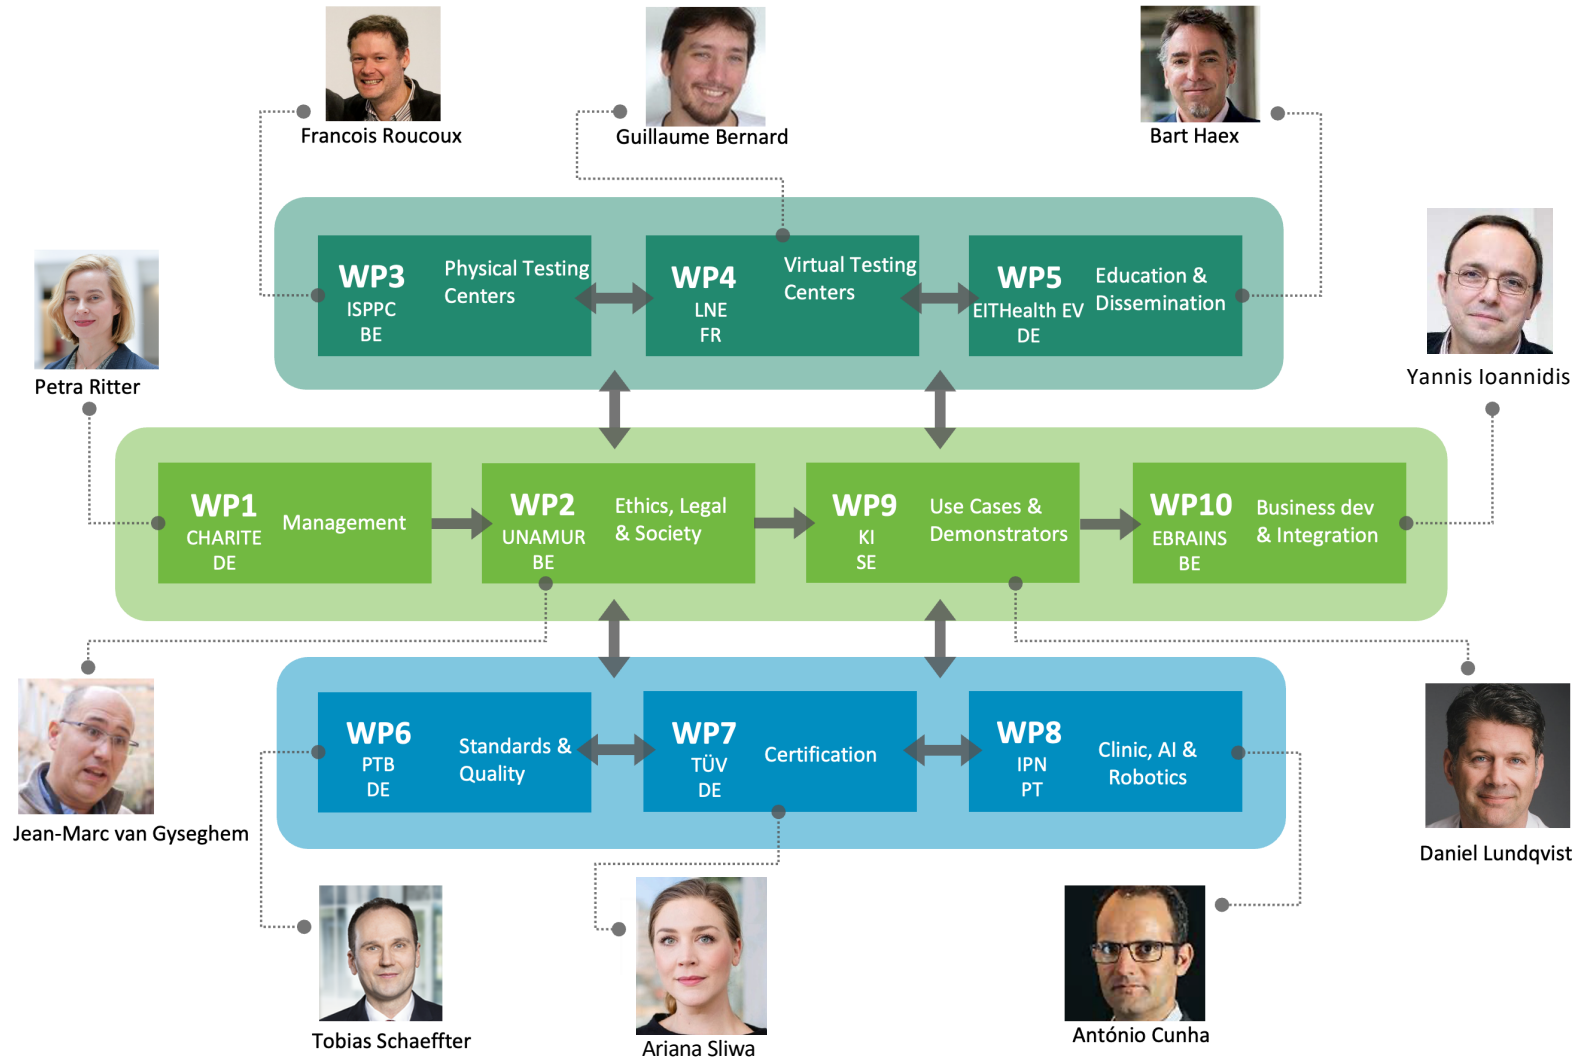 Francois Roucoux
Guillaume Bernard
Bart Haex
WP3
ISPPC
BE
Physical Testing
Centers
WP4
LNE
FR
Virtual Testing
Centers
WP5
EITHealth EV
DE
Education &
Dissemination
Petra Ritter
Yannis Ioannidis
WP1
CHARITE
DE
Management
WP2
UNAMUR
BE
Ethics, Legal
& Society
WP9
KI
SE
Use Cases &
Demonstrators
WP10
EBRAINS
BE
Business dev
& Integration
WP6
PTB
DE
Standards &
Quality
WP7
TÜV
DE
Certification
WP8
IPN
PT
Clinic, AI &
Robotics
Jean-Marc van Gyseghem
Daniel Lundqvist
Tobias Schaeffter
Ariana Sliwa
António Cunha